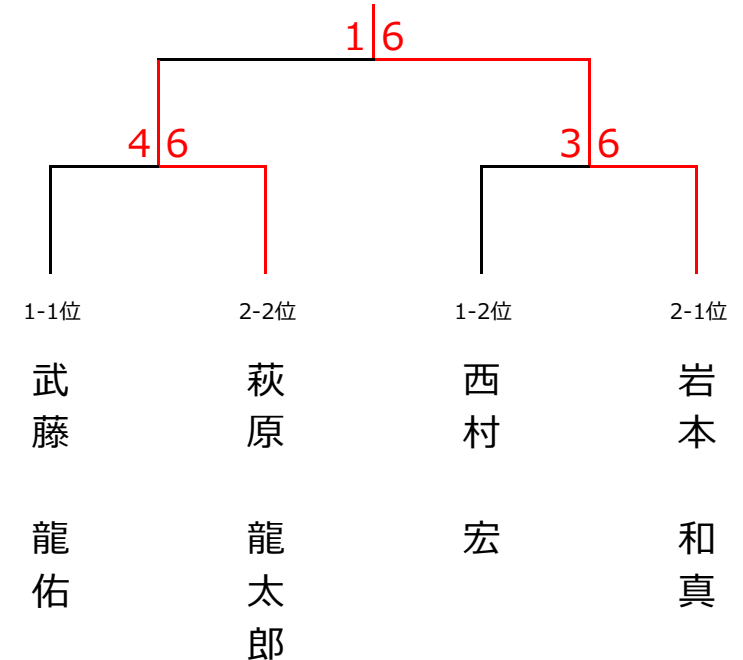 1 6
4 6
3 6
1-1位
2-2位
1-2位
2-1位
武藤 龍佑
萩原 龍太郎
西村 宏
岩本 和真